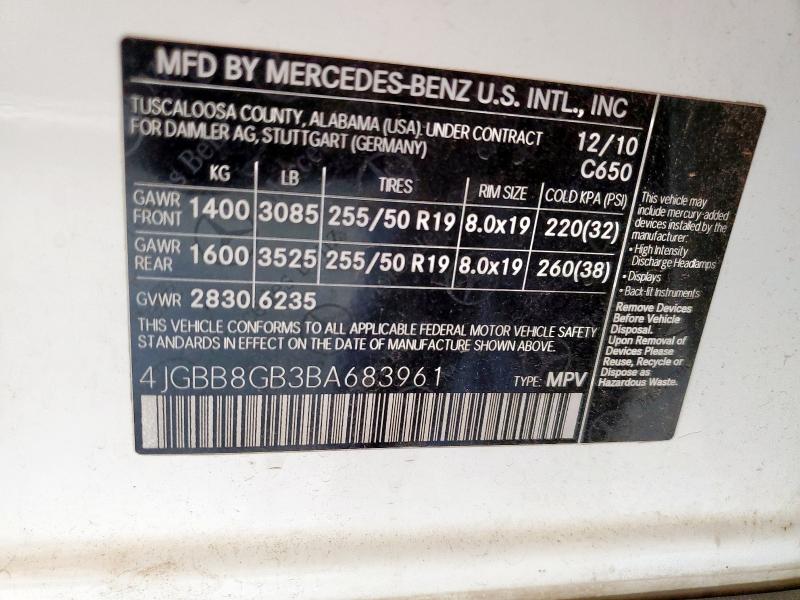 MFD BY MERCEDES-BENZ U.S. INTL., INC
TUSCALOOSA COUNTY, ALABAMA (USA) UNDER CONTRACT 12/10
FOR DAIMLER AG, STUTTGART (GERMANY) C650
KG LB TIRES RIM SIZE COLD KPA (PSI)
GAWR FRONT 1400 3085 255/50 R19 8.0x19 220(32)
GAWR REAR 1600 3525 255/50 R19 8.0x19 260(38)
GVWR 2830 6235
THIS VEHICLE CONFORMS TO ALL APPLICABLE FEDERAL MOTOR VEHICLE SAFETY
STANDARDS IN EFFECT ON THE DATE OF MANUFACTURE SHOWN ABOVE.
4JGBB8GB3BA683961 TYPE: MPV
This vehicle may
include mercury-added
devices installed by the
manufacturer:
• High Intensity
Discharge Headlamps
• Displays
• Back-lit Instruments
Remove Devices
Before Vehicle
Disposal.
Upon Removal of
Devices Please
Reuse, Recycle or
Dispose as
Hazardous Waste.